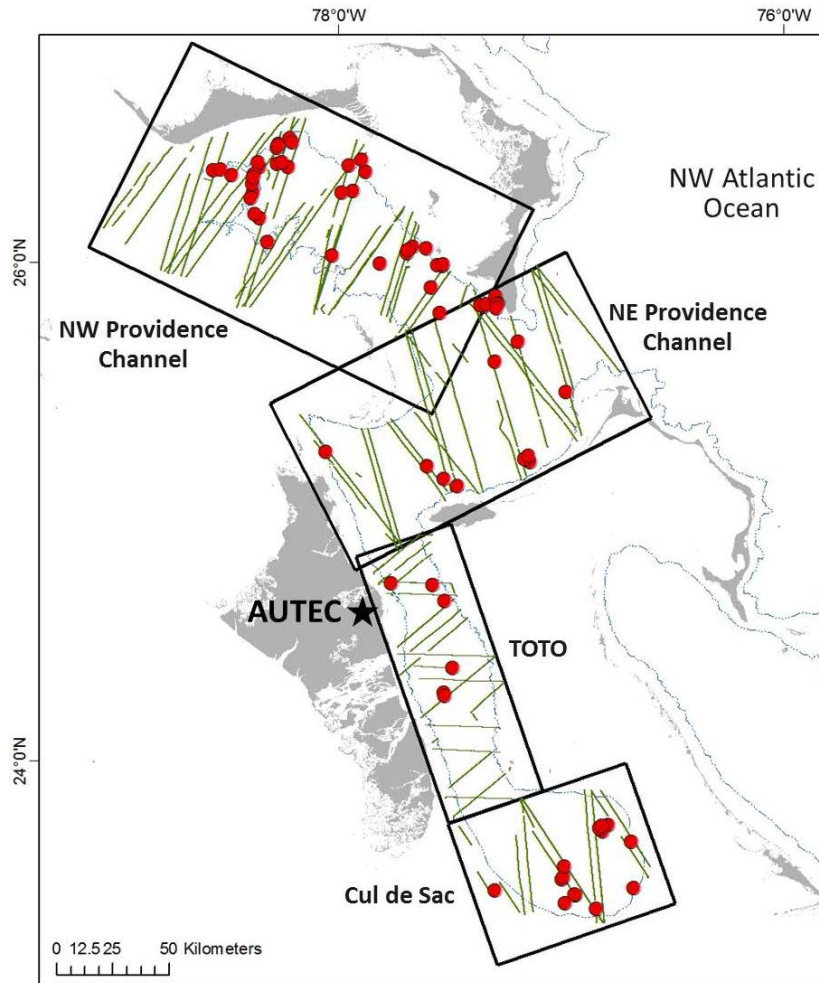 78°0'W
76°0'W
NW Atlantic
Ocean
26°0'N
NW Providence
Channel
NE Providence
Channel
AUTEC
TOTO
24°0'N
Cul de Sac
0 12.5 25 50 Kilometers